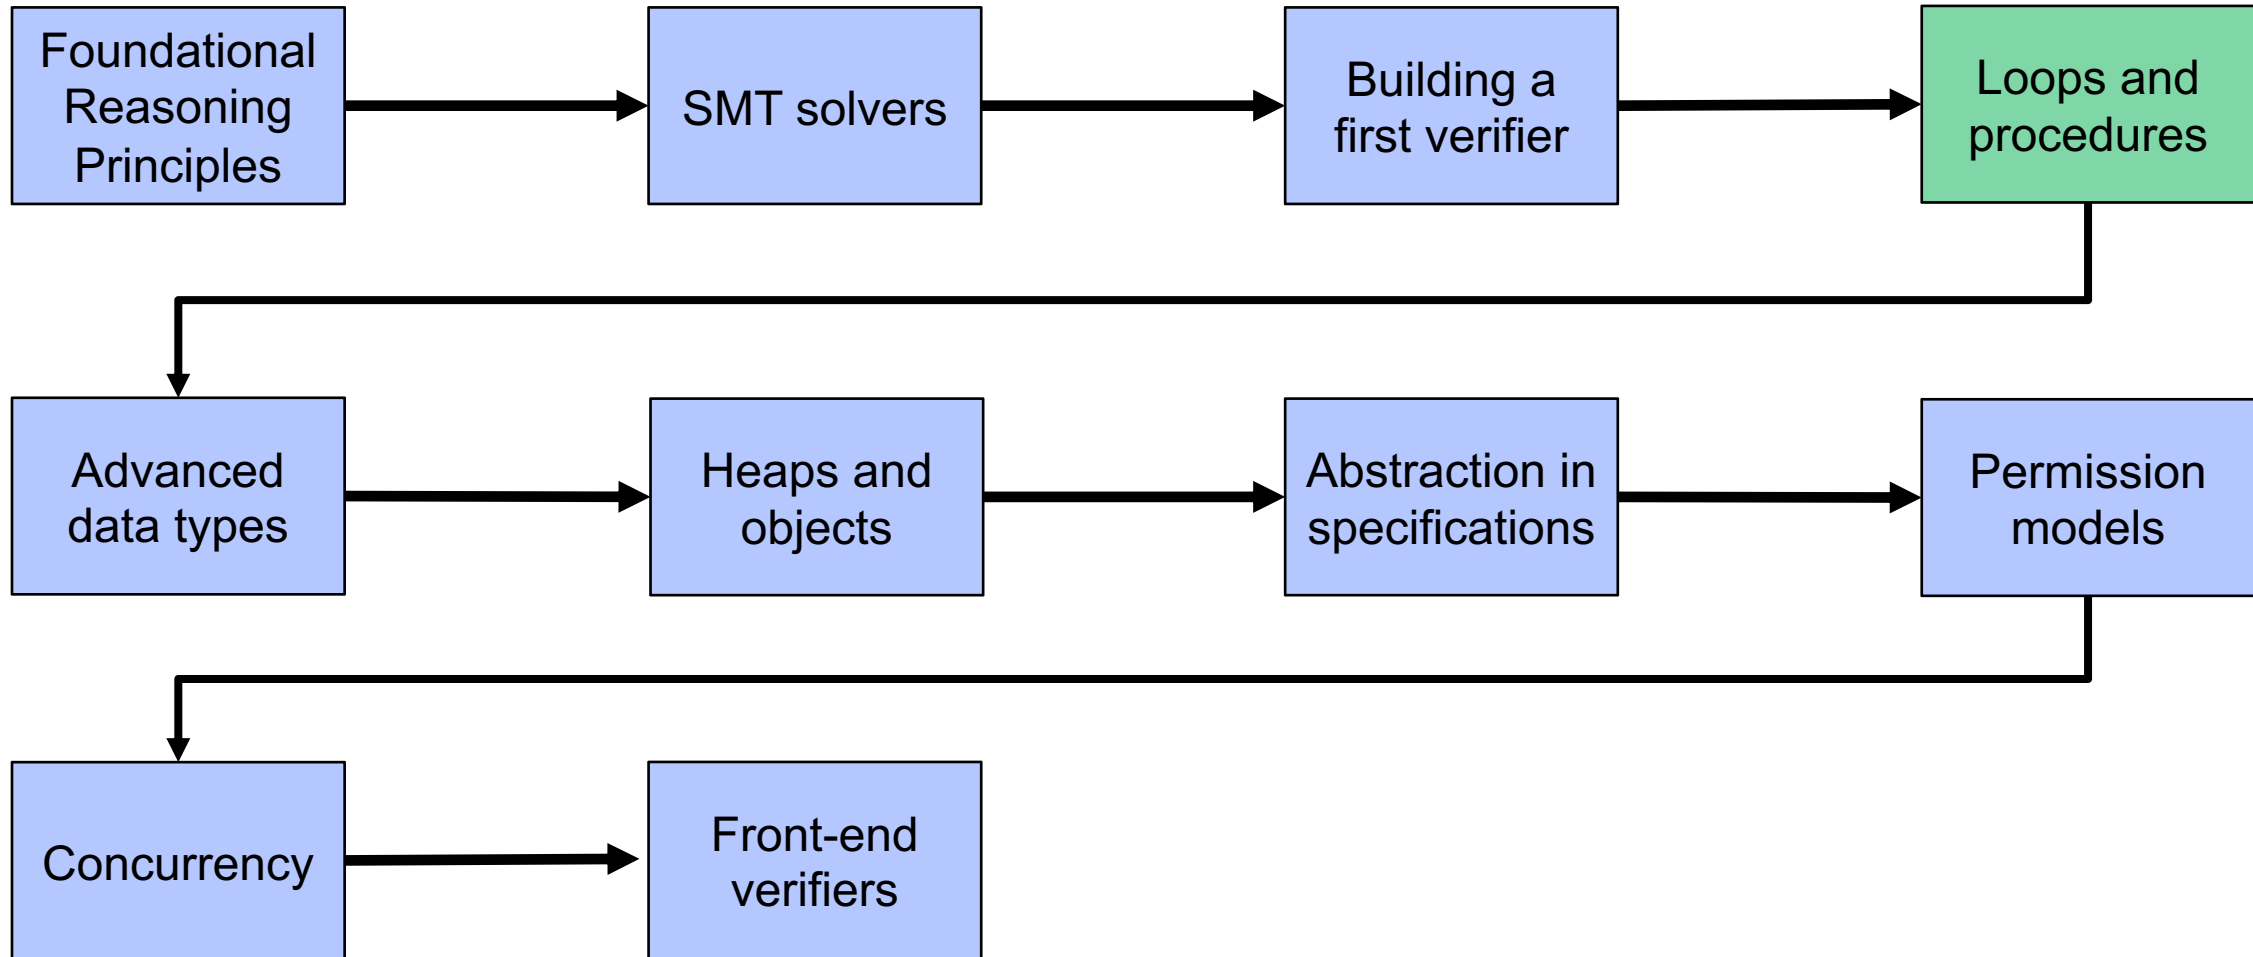 Foundational
Reasoning
Principles
SMT solvers
Building a
first verifier
Loops and
procedures
Advanced
data types
Heaps and
objects
Abstraction in
specifications
Permission
models
Concurrency
Front-end
verifiers